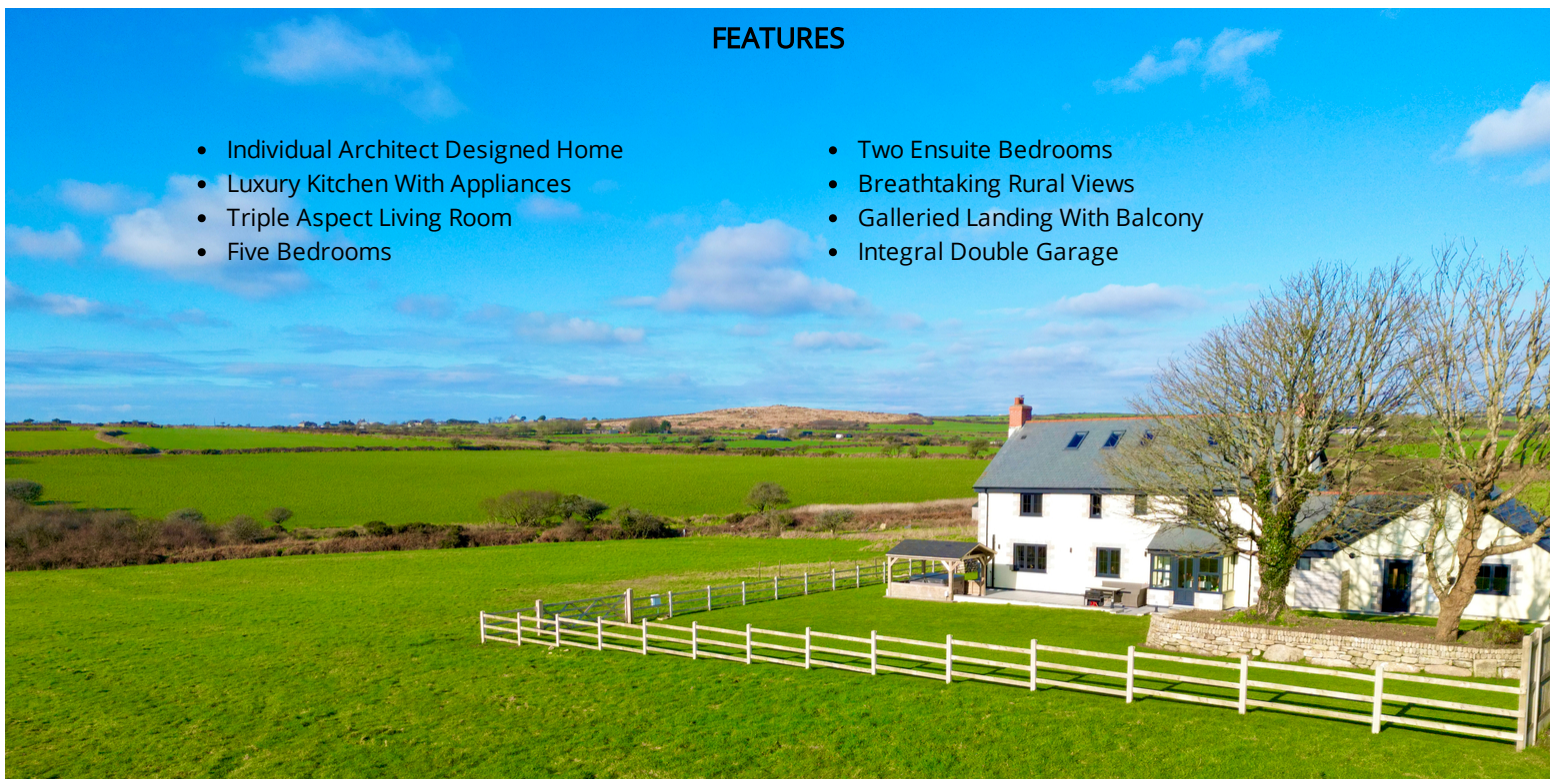 FEATURES
• Individual Architect Designed Home
• Luxury Kitchen With Appliances
• Triple Aspect Living Room
• Five Bedrooms
• Two Ensuite Bedrooms
• Breathtaking Rural Views
• Galleried Landing With Balcony
• Integral Double Garage